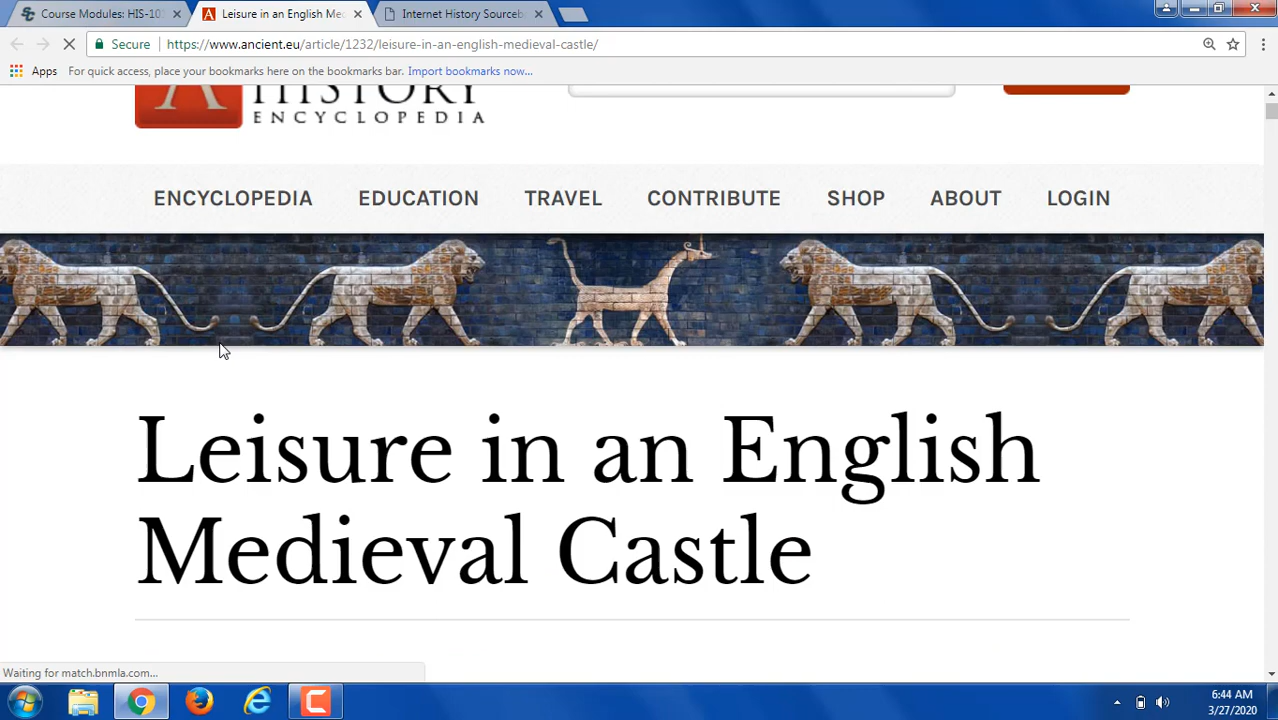 Course Modules: HIS-101
Leisure in an English Me
Internet History Sourceb
Secure
https://www.ancient.eu/article/1232/leisure-in-an-english-medieval-castle/
Apps
For quick access, place your bookmarks here on the bookmarks bar. Import bookmarks now...
HISTORY
ENCYCLOPEDIA
ENCYCLOPEDIA EDUCATION TRAVEL CONTRIBUTE SHOP ABOUT LOGIN
Leisure in an English
Medieval Castle
Waiting for match.bnmla.com...
6:44 AM
3/27/2020